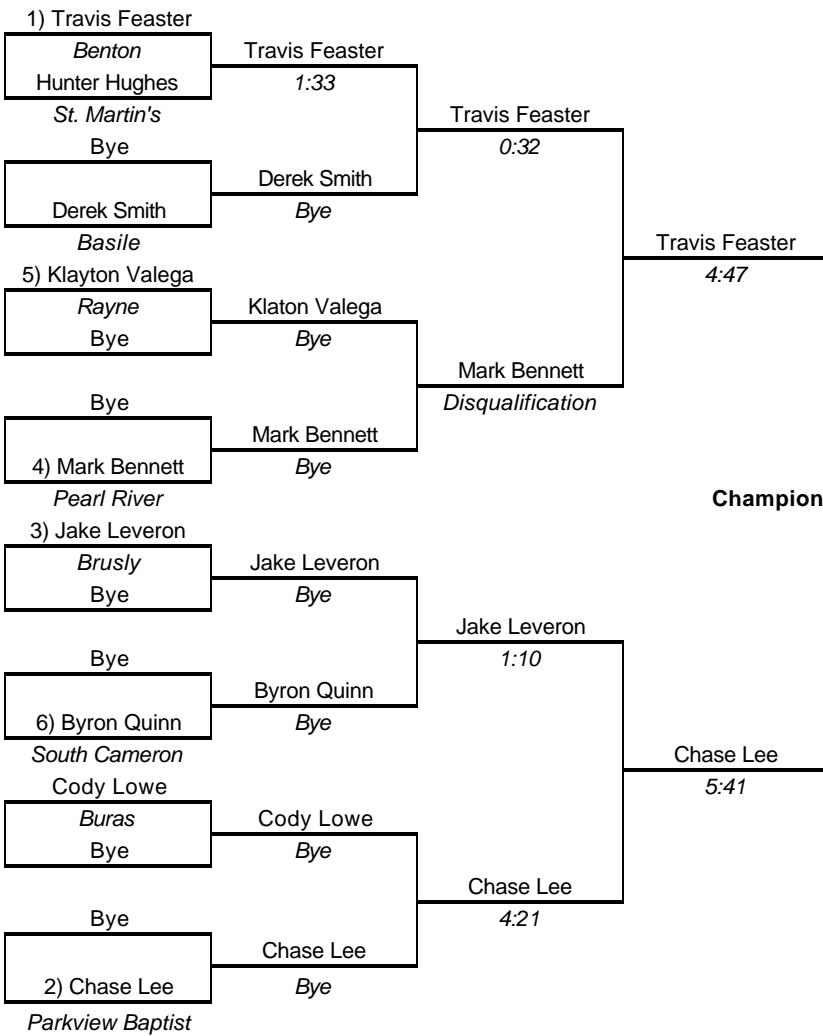 1) Travis Feaster
Benton
Travis Feaster
Hunter Hughes
1:33
St. Martin's
Travis Feaster
Bye
0:32
Derek Smith
Derek Smith
Bye
Basile
Travis Feaster
5) Klayton Valega
4:47
Rayne
Klaton Valega
Bye
Bye
Mark Bennett
Bye
Disqualification
Mark Bennett
4) Mark Bennett
Bye
Pearl River
Champion
3) Jake Leveron
Brusly
Jake Leveron
Bye
Bye
Jake Leveron
Bye
1:10
Byron Quinn
6) Byron Quinn
Bye
South Cameron
Chase Lee
Cody Lowe
5:41
Buras
Cody Lowe
Bye
Bye
Chase Lee
Bye
4:21
Chase Lee
2) Chase Lee
Bye
Parkview Baptist